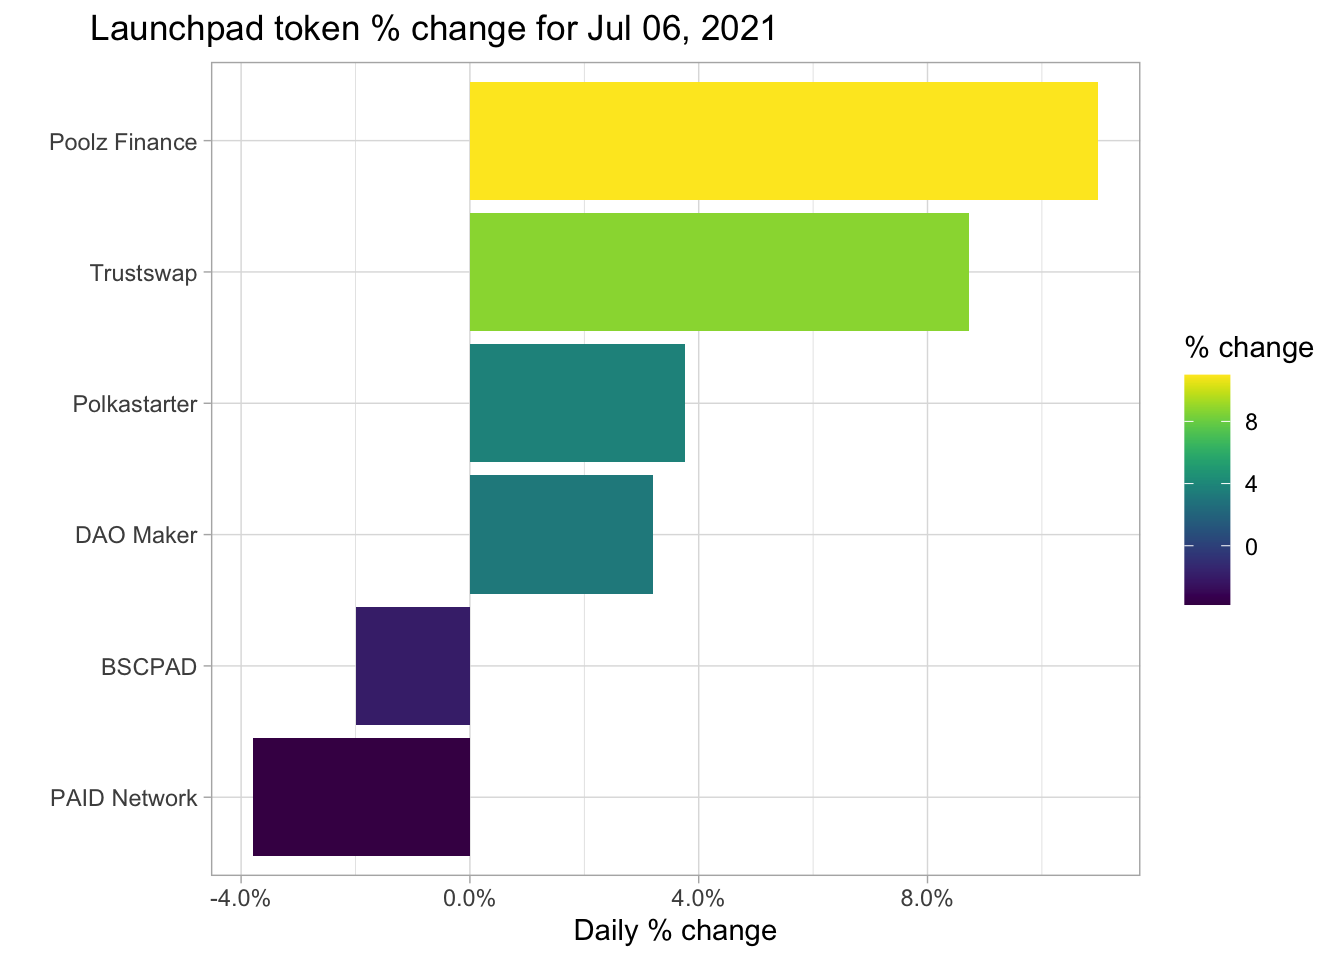 Launchpad token % change for Jul 06, 2021
Poolz Finance
Trustswap
Polkastarter
DAO Maker
BSCPAD
PAID Network
-4.0%
0.0%
4.0%
8.0%
Daily % change
% change
8
4
0